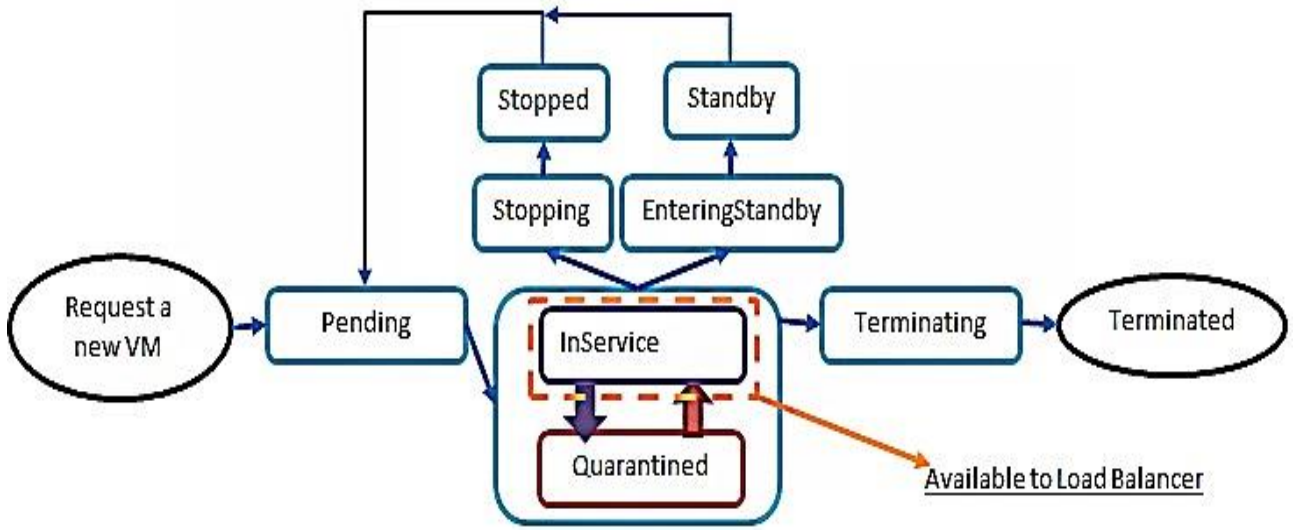 Stopped
Standby
Stopping
EnteringStandby
Request a
new VM
Pending
InService
Terminating
Terminated
Quarantined
Available to Load Balancer